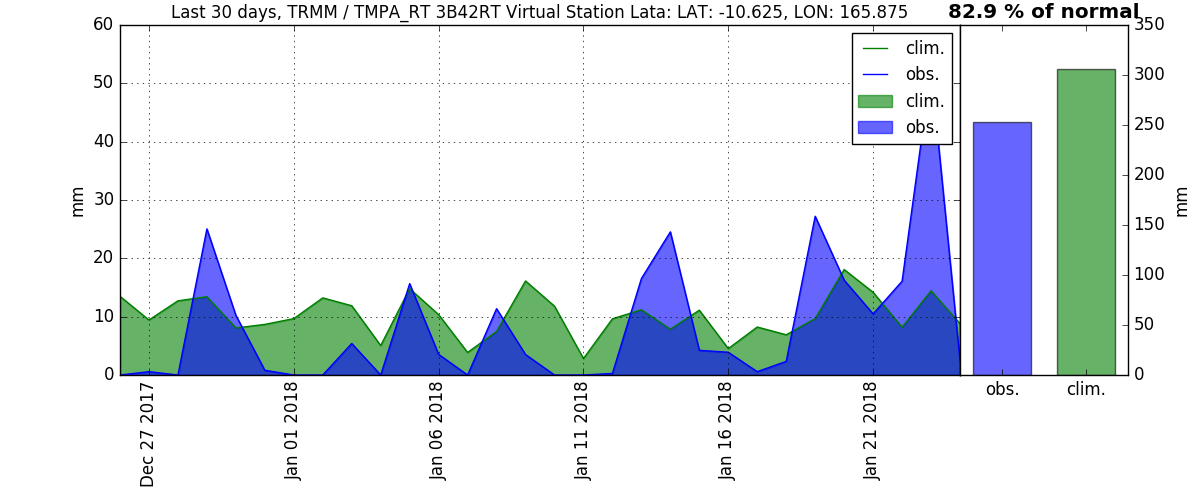 Last 30 days, TRMM / TMPA_RT 3B42RT Virtual Station Lata: LAT: -10.625, LON: 165.875
82.9 % of normal
60
50
40
30
20
10
0
mm
clim.
obs.
clim.
obs.
Dec 27 2017
Jan 01 2018
Jan 06 2018
Jan 11 2018
Jan 16 2018
Jan 21 2018
350
300
250
200
150
100
50
0
mm
obs.
clim.